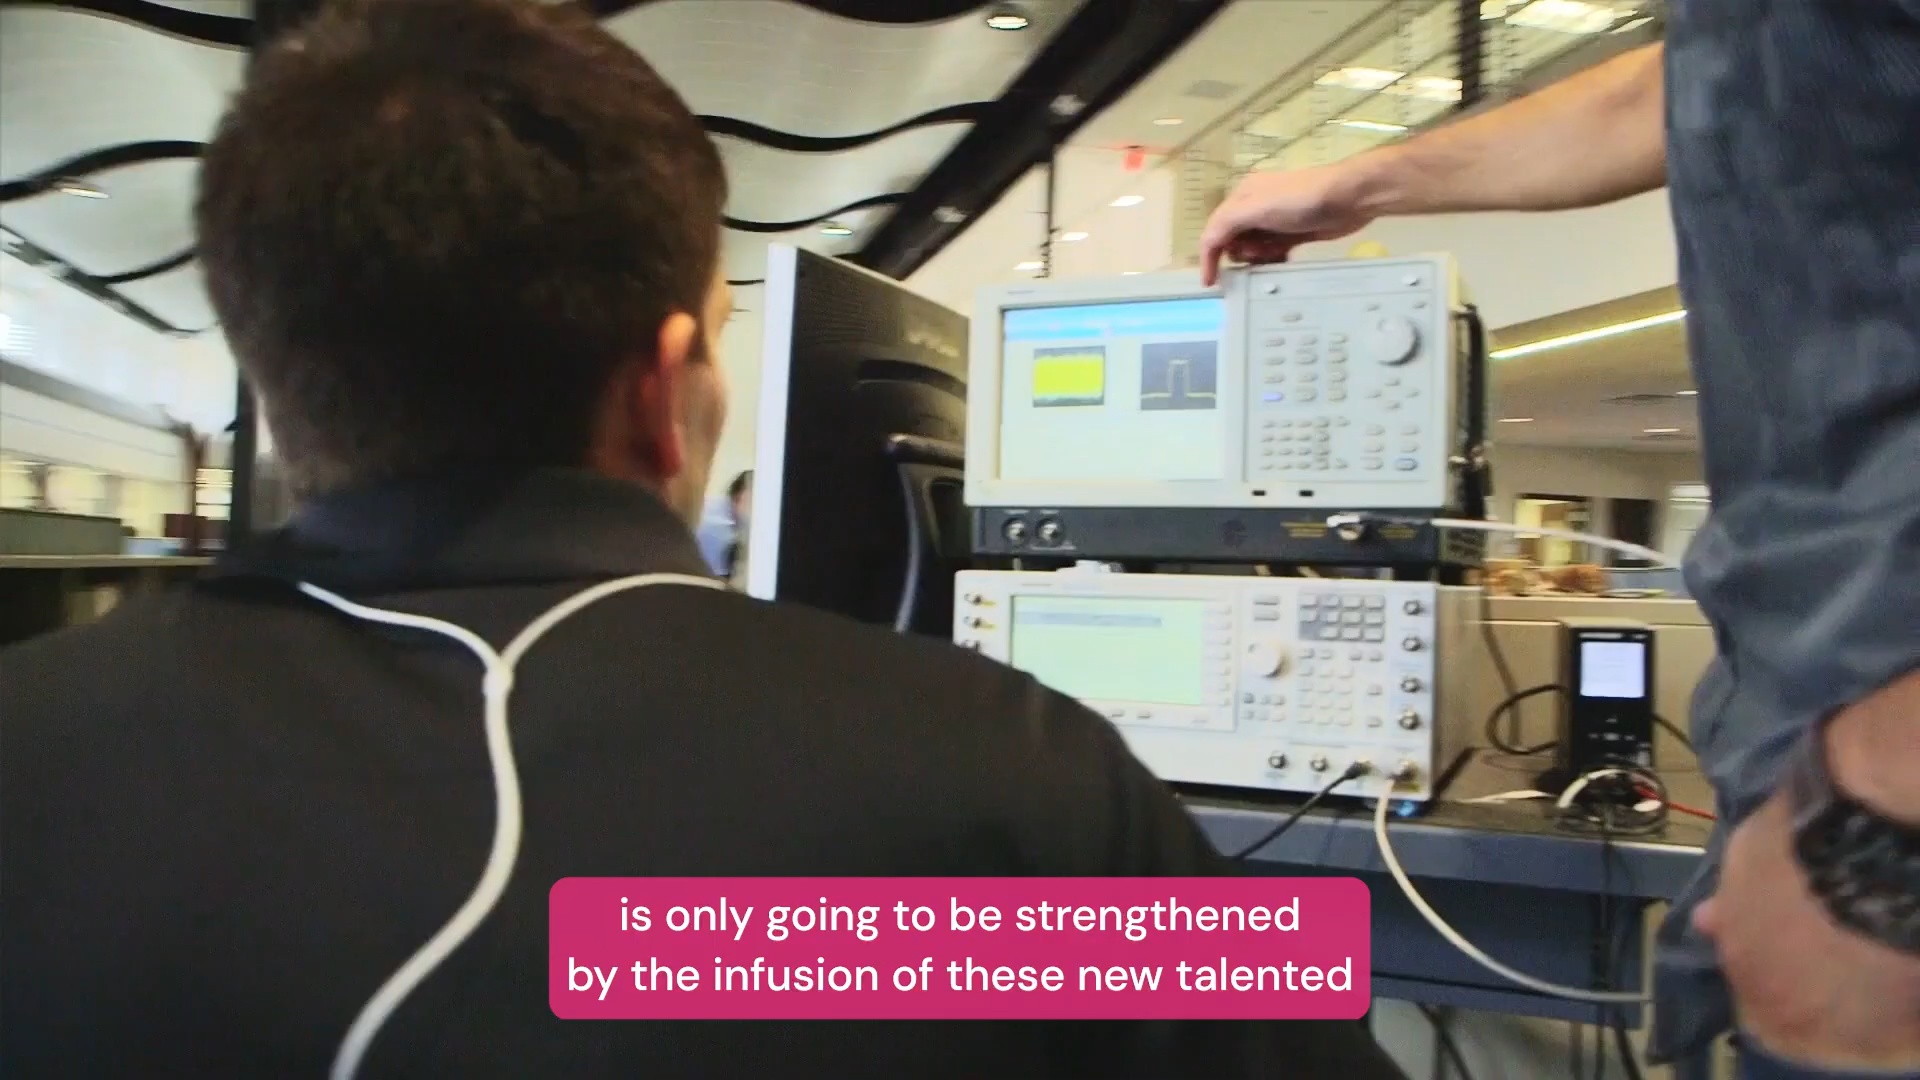 is only going to be strengthened
by the infusion of these new talented